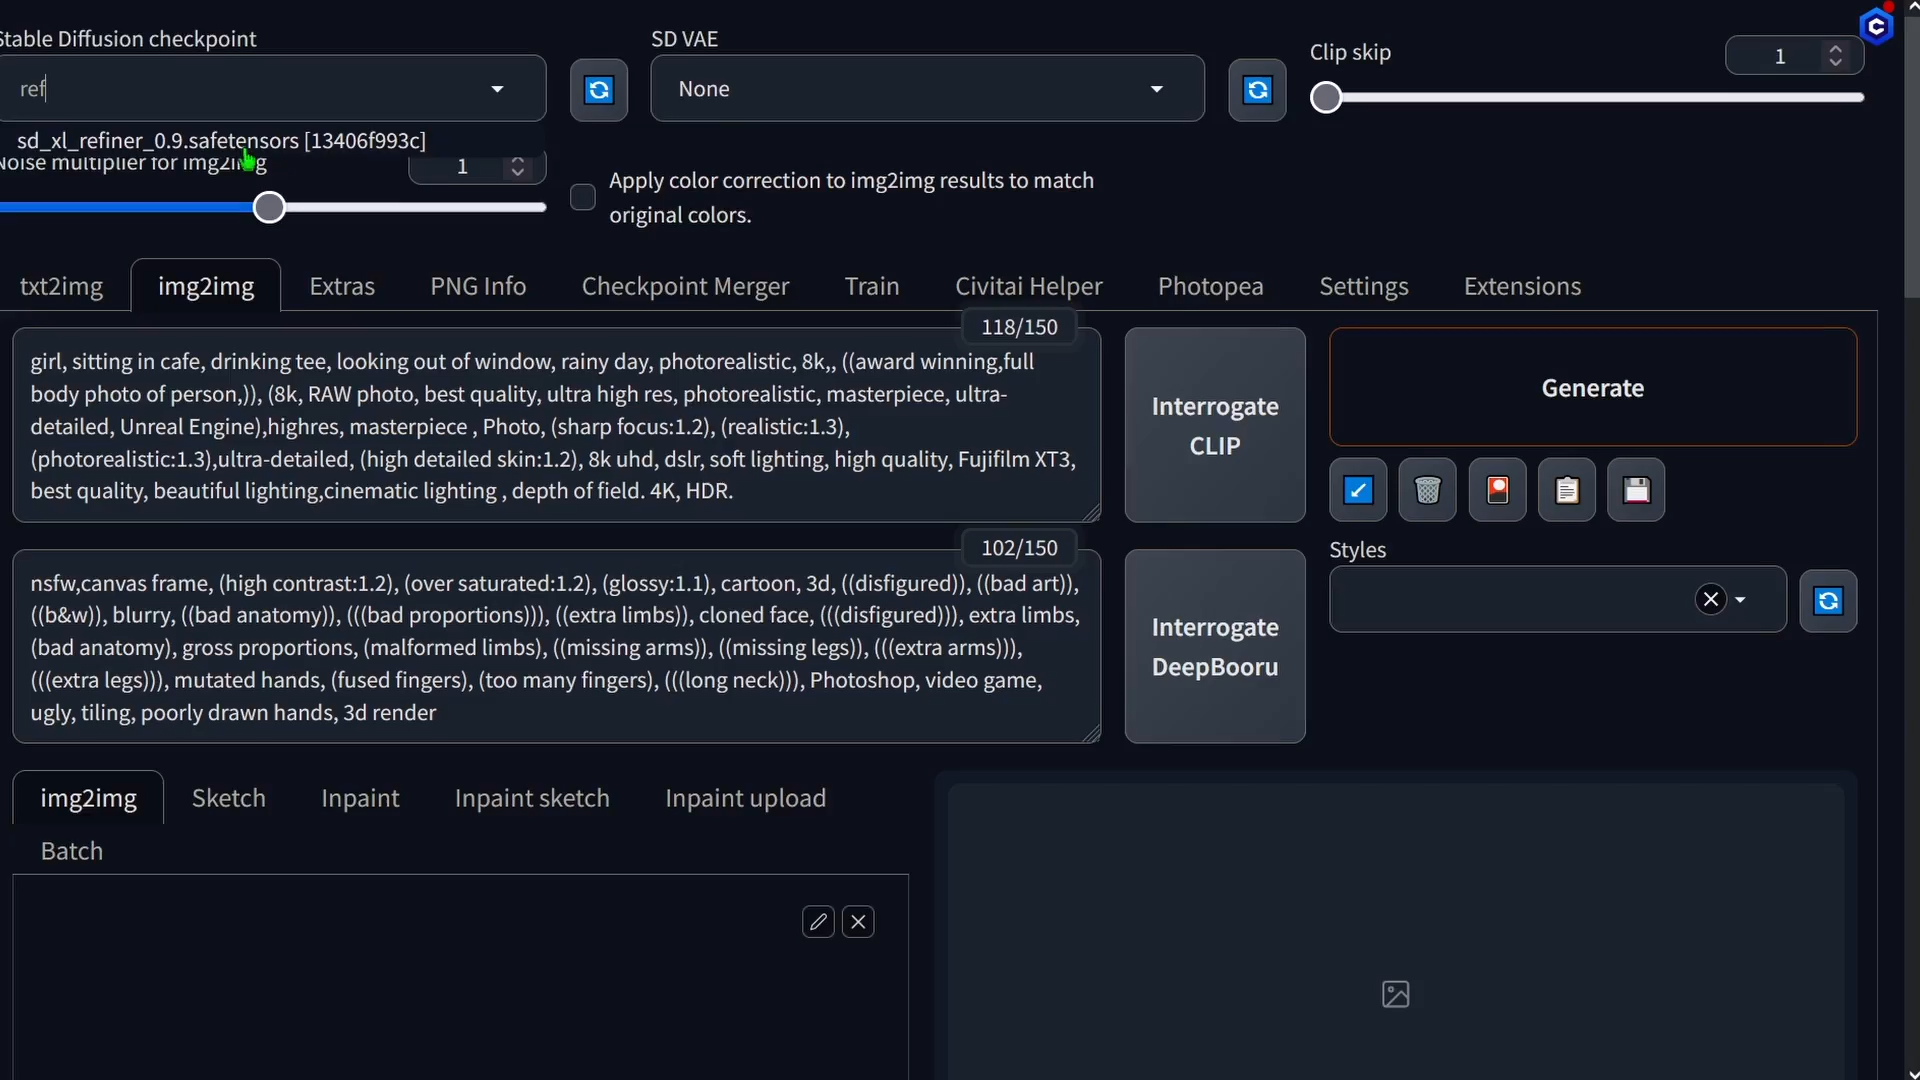 Stable Diffusion checkpoint
SD VAE
Clip skip
1
ref
None
sd_xl_refiner_0.9.safetensors [13406f993c]
Noise multiplier for img2img
1
Apply color correction to img2img results to match
original colors.
txt2img
img2img
Extras
PNG Info
Checkpoint Merger
Train
Civitai Helper
Photopea
Settings
Extensions
118/150
girl, sitting in cafe, drinking tee, looking out of window, rainy day, photorealistic, 8k,, ((award winning,full
body photo of person,)), (8k, RAW photo, best quality, ultra high res, photorealistic, masterpiece, ultra-
detailed, Unreal Engine),highres, masterpiece , Photo, (sharp focus:1.2), (realistic:1.3),
(photorealistic:1.3),ultra-detailed, (high detailed skin:1.2), 8k uhd, dslr, soft lighting, high quality, Fujifilm XT3,
best quality, beautiful lighting,cinematic lighting , depth of field. 4K, HDR.
Interrogate
CLIP
Generate
102/150
nsfw,canvas frame, (high contrast:1.2), (over saturated:1.2), (glossy:1.1), cartoon, 3d, ((disfigured)), ((bad art)),
((b&w)), blurry, ((bad anatomy)), (((bad proportions))), ((extra limbs)), cloned face, (((disfigured))), extra limbs,
(bad anatomy), gross proportions, (malformed limbs), ((missing arms)), ((missing legs)), (((extra arms))),
(((extra legs))), mutated hands, (fused fingers), (too many fingers), (((long neck))), Photoshop, video game,
ugly, tiling, poorly drawn hands, 3d render
Interrogate
DeepBooru
Styles
img2img
Sketch
Inpaint
Inpaint sketch
Inpaint upload
Batch